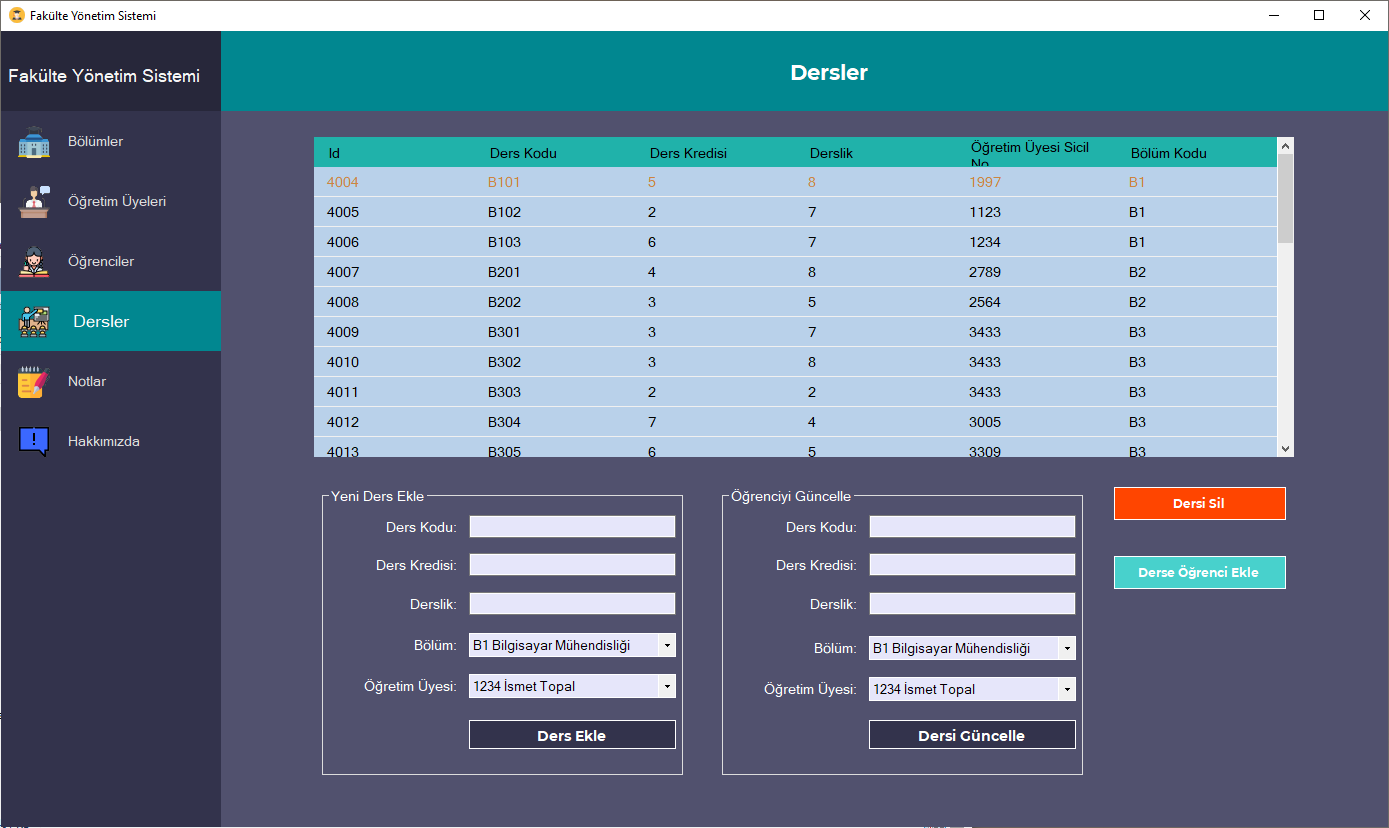 Fakülte Yönetim Sistemi
Fakülte Yönetim Sistemi
Dersler
Bölümler
Öğretim Üyeleri
Öğrenciler
Dersler
Notlar
Hakkımızda
Id Ders Kodu Ders Kredisi Derslik Öğretim Üyesi Sicil No Bölüm Kodu
4004 B101 5 8 1997 B1
4005 B102 2 7 1123 B1
4006 B103 6 7 1234 B1
4007 B201 4 8 2789 B2
4008 B202 3 5 2564 B2
4009 B301 3 7 3433 B3
4010 B302 3 8 3433 B3
4011 B303 2 2 3433 B3
4012 B304 7 4 3005 B3
4013 B305 6 5 3309 B3
Yeni Ders Ekle
Ders Kodu:
Ders Kredisi:
Derslik:
Bölüm: B1 Bilgisayar Mühendisliği
Öğretim Üyesi: 1234 İsmet Topal
Ders Ekle
Öğrenciyi Güncelle
Ders Kodu:
Ders Kredisi:
Derslik:
Bölüm: B1 Bilgisayar Mühendisliği
Öğretim Üyesi: 1234 İsmet Topal
Dersi Güncelle
Dersi Sil
Derse Öğrenci Ekle